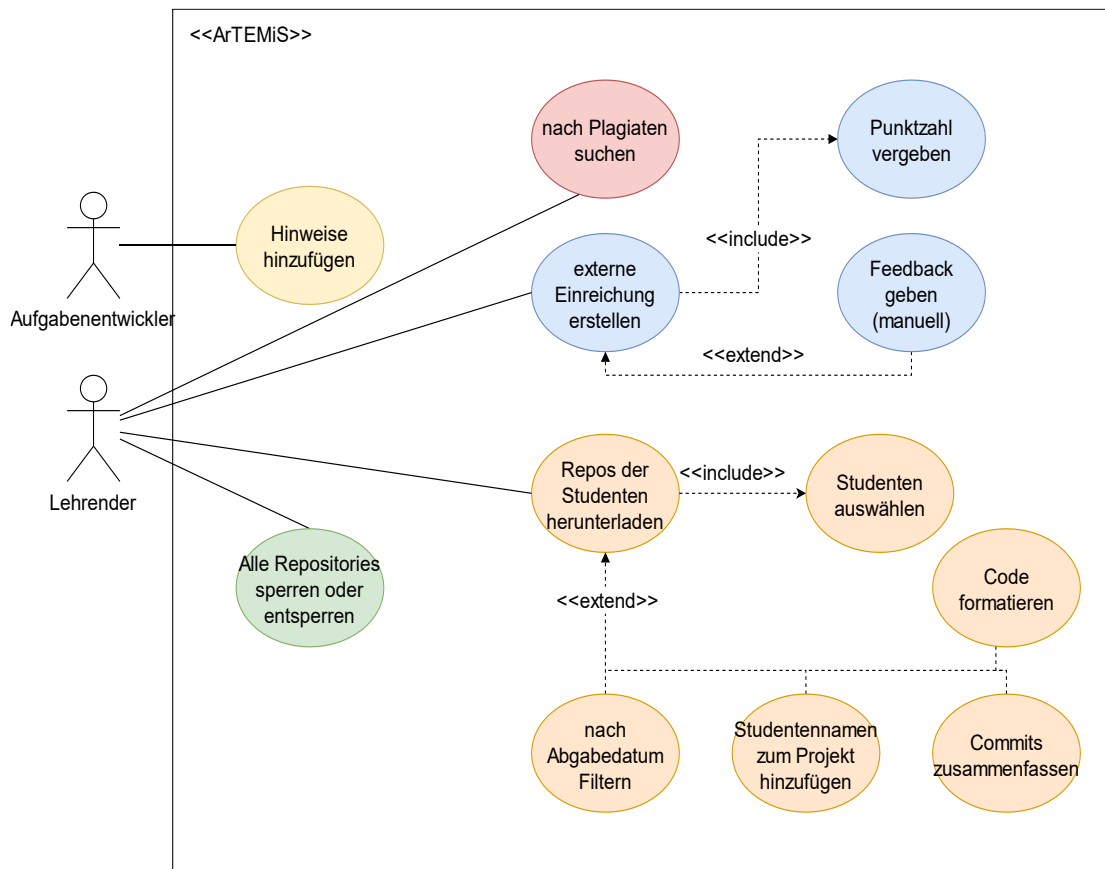 <<ArTEMiS>>
nach Plagiaten
suchen
Punktzahl
vergeben
Hinweise
hinzufügen
<<include>>
externe
Einreichung
erstellen
Feedback
geben
(manuell)
Aufgabenentwickler
<<extend>>
Lehrender
Repos der
Studenten
herunterladen
<<include>>
Studenten
auswählen
Alle Repositories
sperren oder
entsperren
<<extend>>
Code
formatieren
nach
Abgabedatum
Filtern
Studentennamen
zum Projekt
hinzufügen
Commits
zusammenfassen